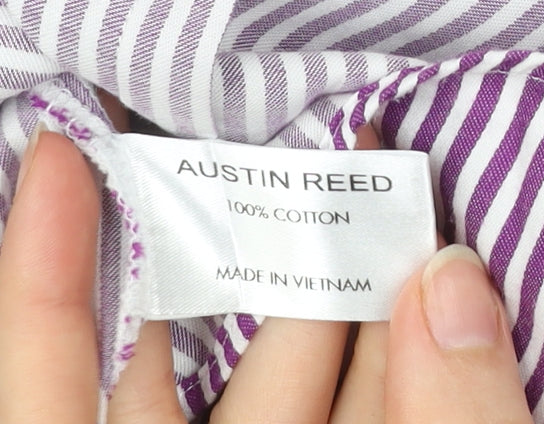 AUSTIN REED
100% COTTON
MADE IN VIETNAM